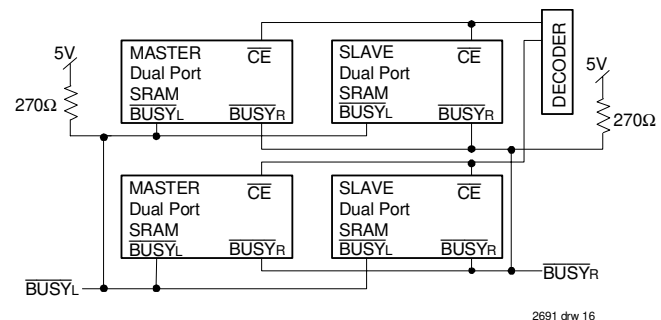 DECODER
MASTER
Dual Port
SRAM
CE
BUSYL
BUSYR
SLAVE
Dual Port
SRAM
CE
BUSYL
BUSYR
5V
270Ω
5V
270Ω
MASTER
Dual Port
SRAM
CE
BUSYL
BUSYR
SLAVE
Dual Port
SRAM
CE
BUSYL
BUSYR
BUSYL
BUSYR
2691 drw 16